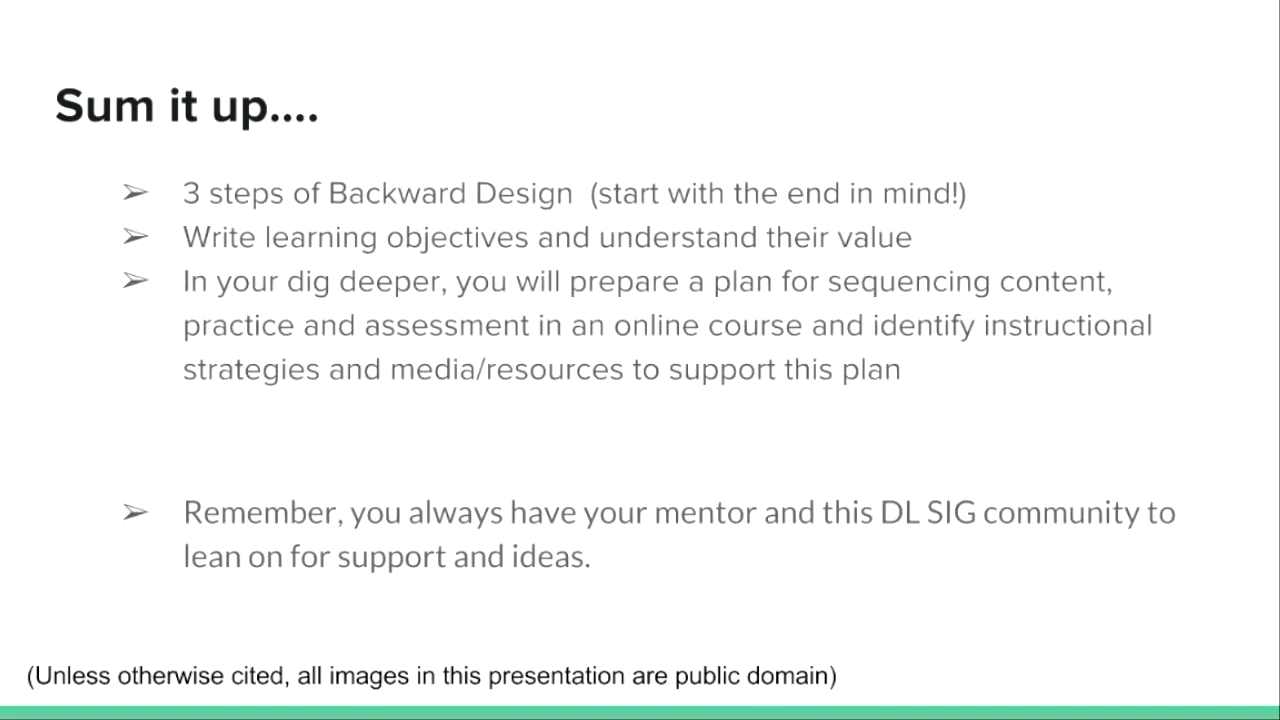 Sum it up....
➢ 3 steps of Backward Design (start with the end in mind!)
➢ Write learning objectives and understand their value
➢ In your dig deeper, you will prepare a plan for sequencing content,
practice and assessment in an online course and identify instructional
strategies and media/resources to support this plan
➢ Remember, you always have your mentor and this DL SIG community to
lean on for support and ideas.
(Unless otherwise cited, all images in this presentation are public domain)